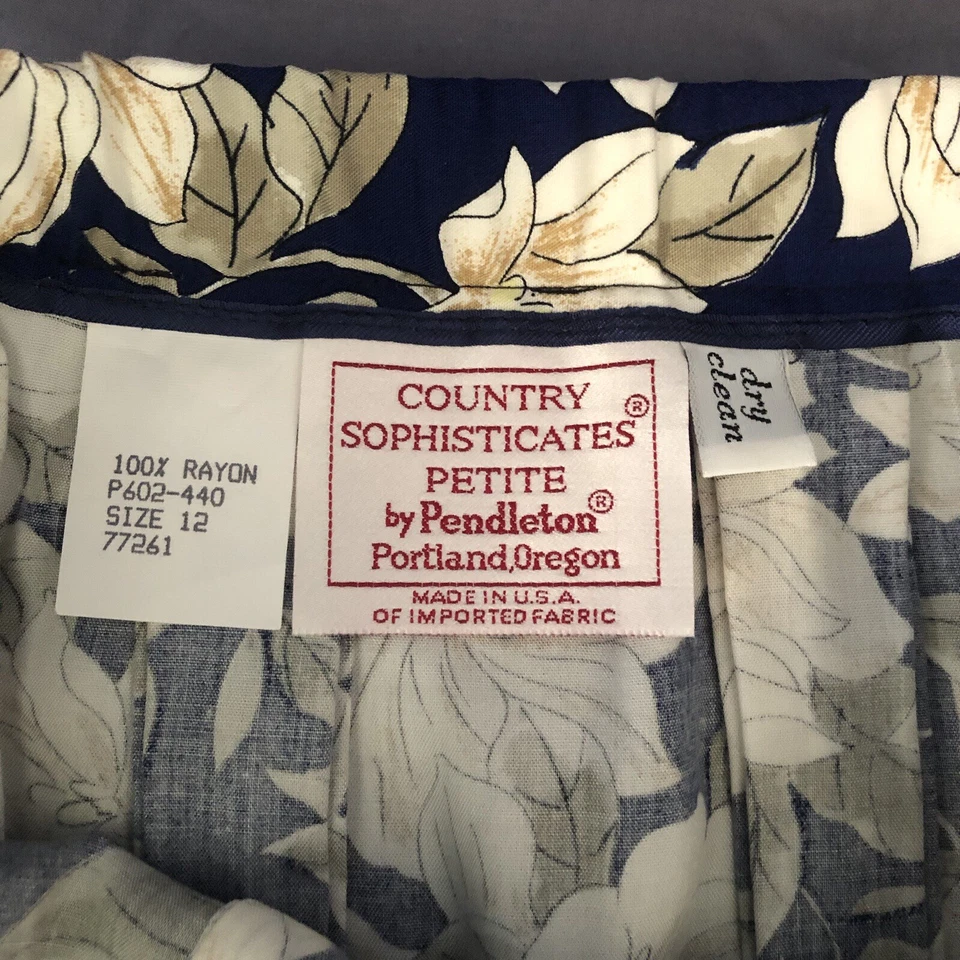 100% RAYON
P602-440
SIZE 12
77261
COUNTRY
SOPHISTICATES®
PETITE
by Pendleton®
Portland,Oregon
MADE IN U.S.A.
OF IMPORTED FABRIC
dry
clean